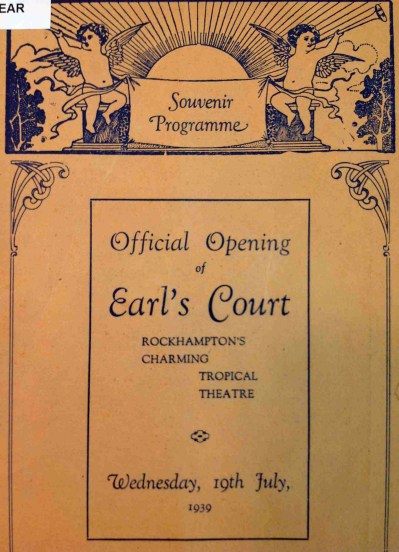 EAR
Souvenir
Programme
Official Opening
of
Earl's Court
ROCKHAMPTON'S
CHARMING
TROPICAL
THEATRE
Wednesday, 19th July,
1939